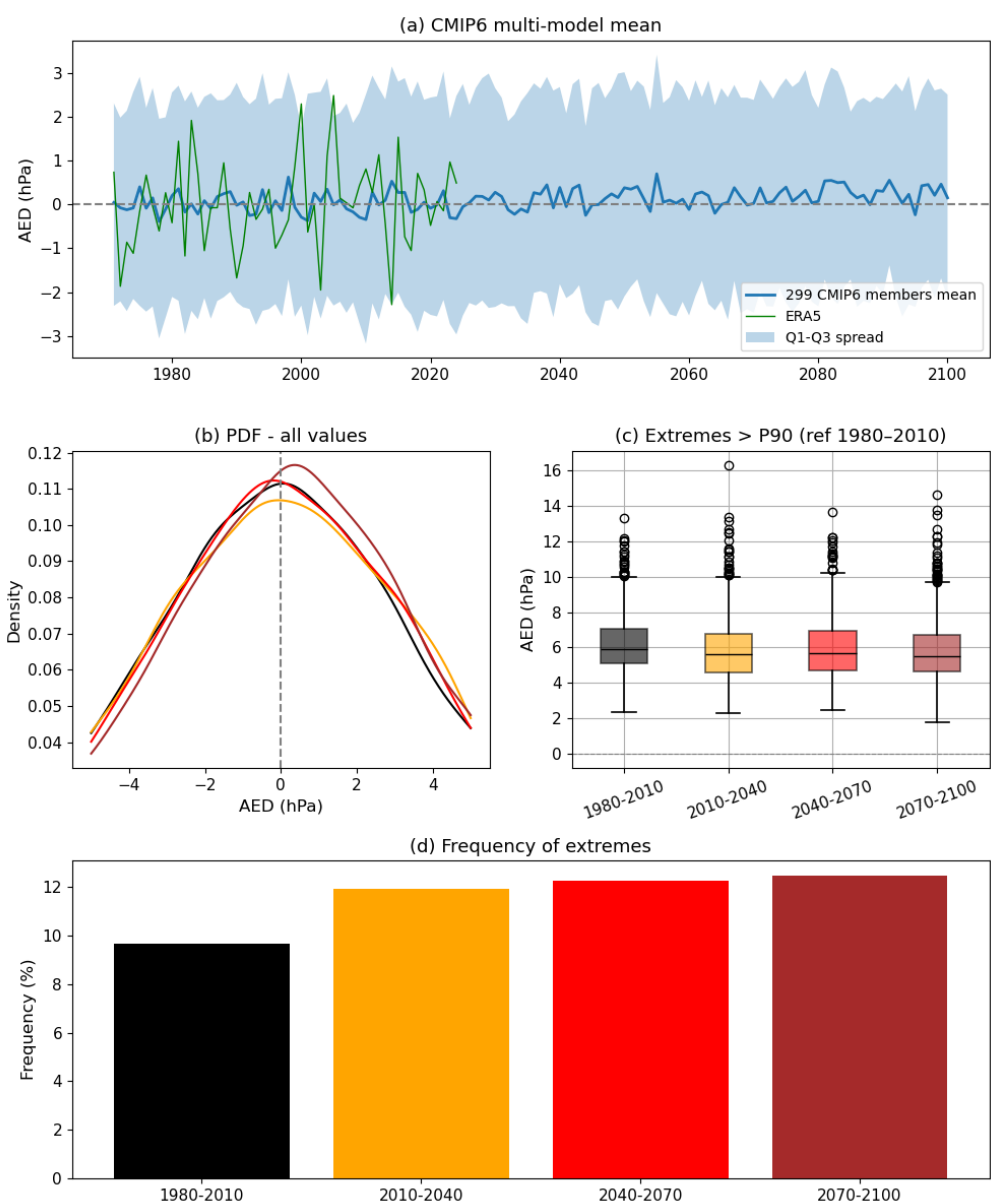 (a) CMIP6 multi-model mean
AED (hPa)
3
2
1
0
−1
−2
−3
299 CMIP6 members mean
ERA5
Q1-Q3 spread
1980 2000 2020 2040 2060 2080 2100
(b) PDF - all values
Density
0.12
0.11
0.10
0.09
0.08
0.07
0.06
0.05
0.04
−4 −2 0 2 4
AED (hPa)
(c) Extremes > P90 (ref 1980–2010)
AED (hPa)
16
14
12
10
8
6
4
2
0
1980-2010 2010-2040 2040-2070 2070-2100
(d) Frequency of extremes
Frequency (%)
12
10
8
6
4
2
0
1980-2010 2010-2040 2040-2070 2070-2100